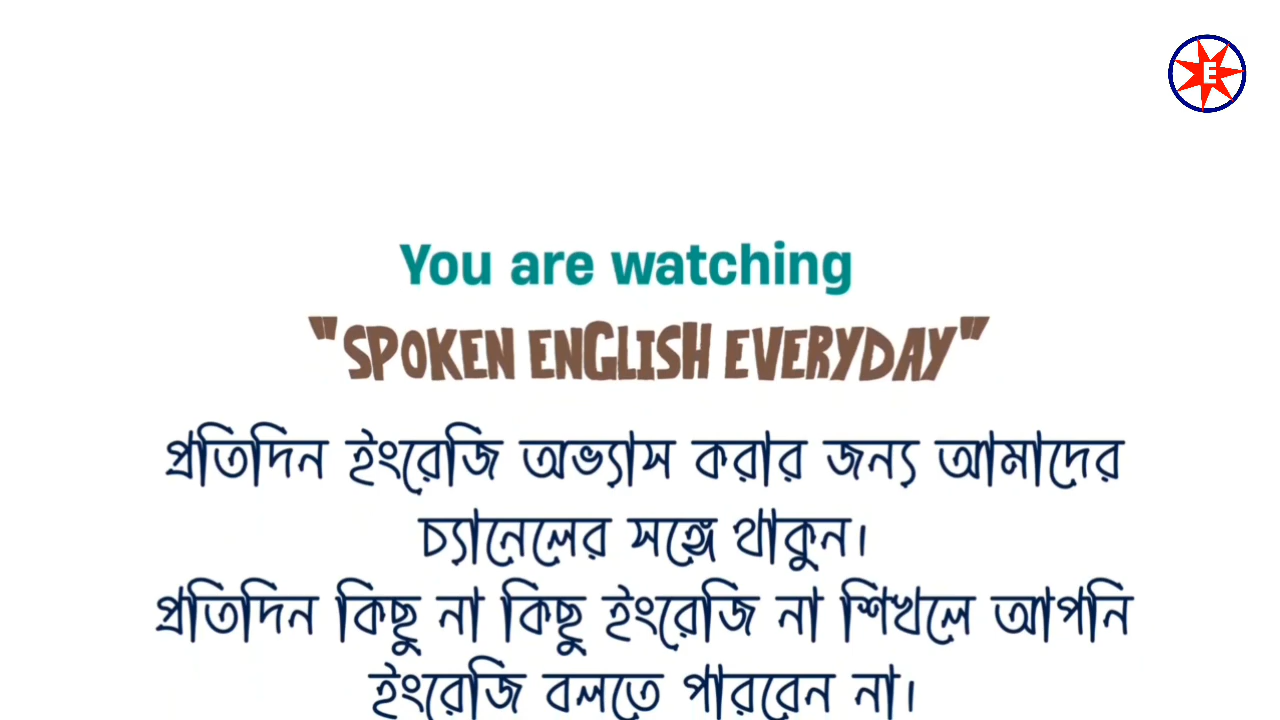 E
You are watching
"SPOKEN ENGLISH EVERYDAY"
প্রতিদিন ইংরেজি অভ্যাস করার জন্য আমাদের
চ্যানেলের সঙ্গে থাকুন।
প্রতিদিন কিছু না কিছু ইংরেজি না শিখলে আপনি
ইংরেজি বলতে পারবেন না।